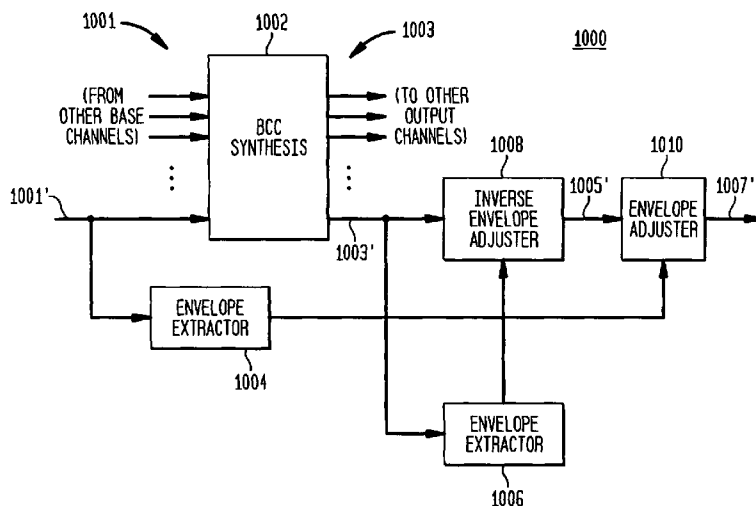 1001
1002
1003
1000
(FROM
OTHER BASE
CHANNELS)
BCC
SYNTHESIS
(TO OTHER
OUTPUT
CHANNELS)
1001'
1003'
1008
INVERSE
ENVELOPE
ADJUSTER
1005'
1010
ENVELOPE
ADJUSTER
1007'
ENVELOPE
EXTRACTOR
1004
ENVELOPE
EXTRACTOR
1006